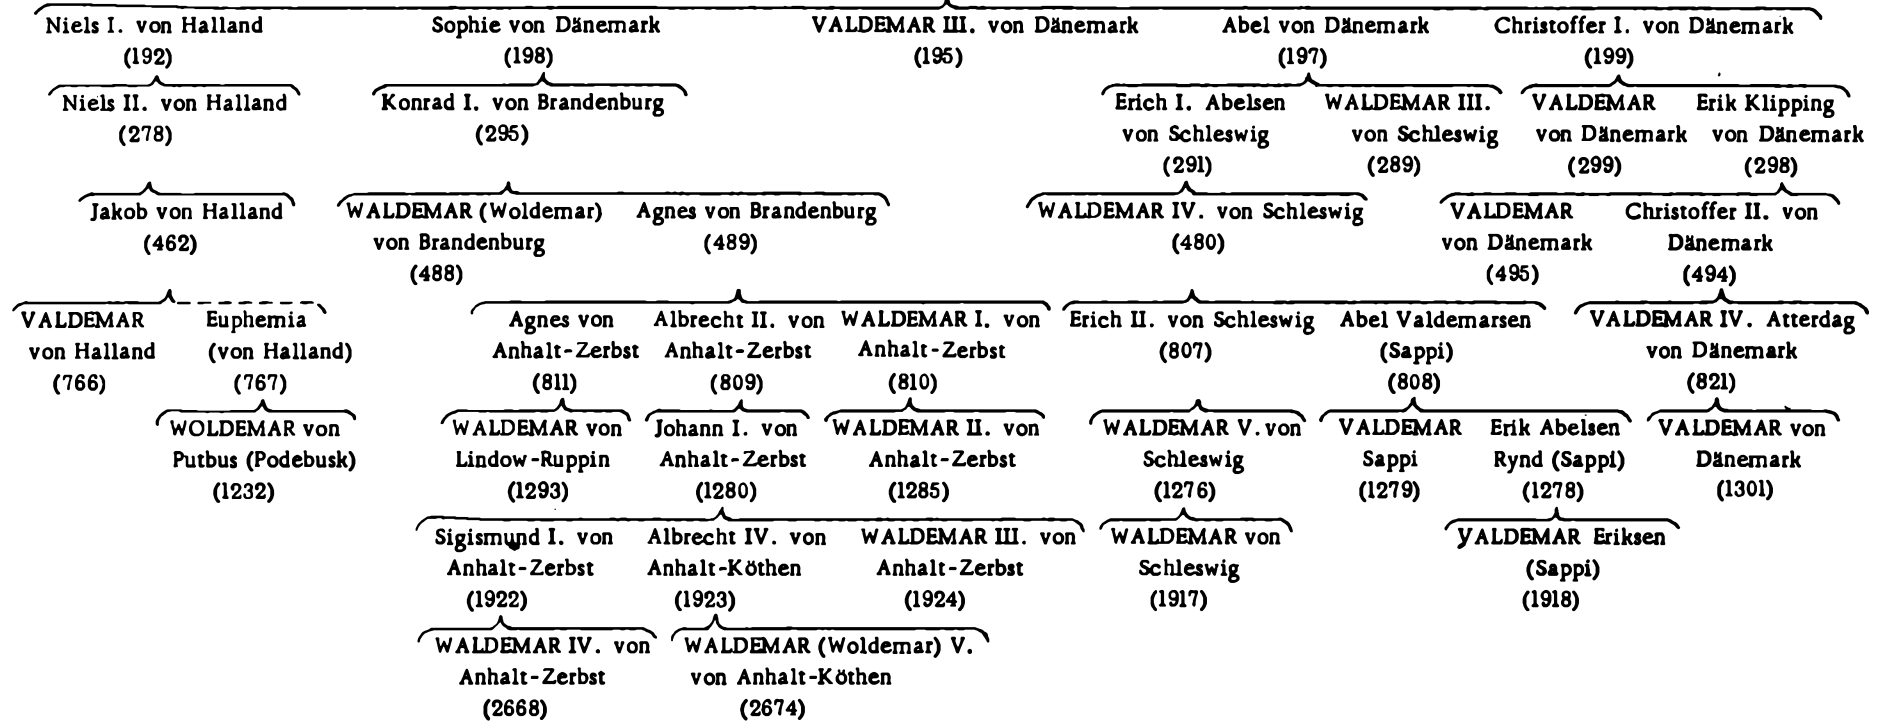 Niels I. von Halland
(192)
Sophie von Dänemark
(198)
VALDEMAR III. von Dänemark
(195)
Abel von Dänemark
(197)
Christoffer I. von Dänemark
(199)
Niels II. von Halland
(278)
Konrad I. von Brandenburg
(295)
Erich I. Abelsen
von Schleswig
(291)
WALDEMAR III.
von Schleswig
(289)
VALDEMAR
von Dänemark
(299)
Erik Klipping
von Dänemark
(298)
Jakob von Halland
(462)
WALDEMAR (Woldemar)
von Brandenburg
(488)
Agnes von Brandenburg
(489)
WALDEMAR IV. von Schleswig
(480)
VALDEMAR
von Dänemark
(495)
Christoffer II. von
Dänemark
(494)
VALDEMAR
von Halland
(766)
Euphemia
(von Halland)
(767)
Agnes von
Anhalt-Zerbst
(811)
Albrecht II. von
Anhalt-Zerbst
(809)
WALDEMAR I. von
Anhalt-Zerbst
(810)
Erich II. von Schleswig
(807)
Abel Valdemarsen
(Sappi)
(808)
VALDEMAR IV. Atterdag
von Dänemark
(821)
WOLDEMAR von
Putbus (Podebusk)
(1232)
WALDEMAR von
Lindow-Ruppin
(1293)
Johann I. von
Anhalt-Zerbst
(1280)
WALDEMAR II. von
Anhalt-Zerbst
(1285)
WALDEMAR V. von
Schleswig
(1276)
VALDEMAR
Sappi
(1279)
Erik Abelsen
Rynd (Sappi)
(1278)
VALDEMAR von
Dänemark
(1301)
Sigismund I. von
Anhalt-Zerbst
(1922)
Albrecht IV. von
Anhalt-Köthen
(1923)
WALDEMAR III. von
Anhalt-Zerbst
(1924)
WALDEMAR von
Schleswig
(1917)
VALDEMAR Eriksen
(Sappi)
(1918)
WALDEMAR IV. von
Anhalt-Zerbst
(2668)
WALDEMAR (Woldemar) V.
von Anhalt-Köthen
(2674)